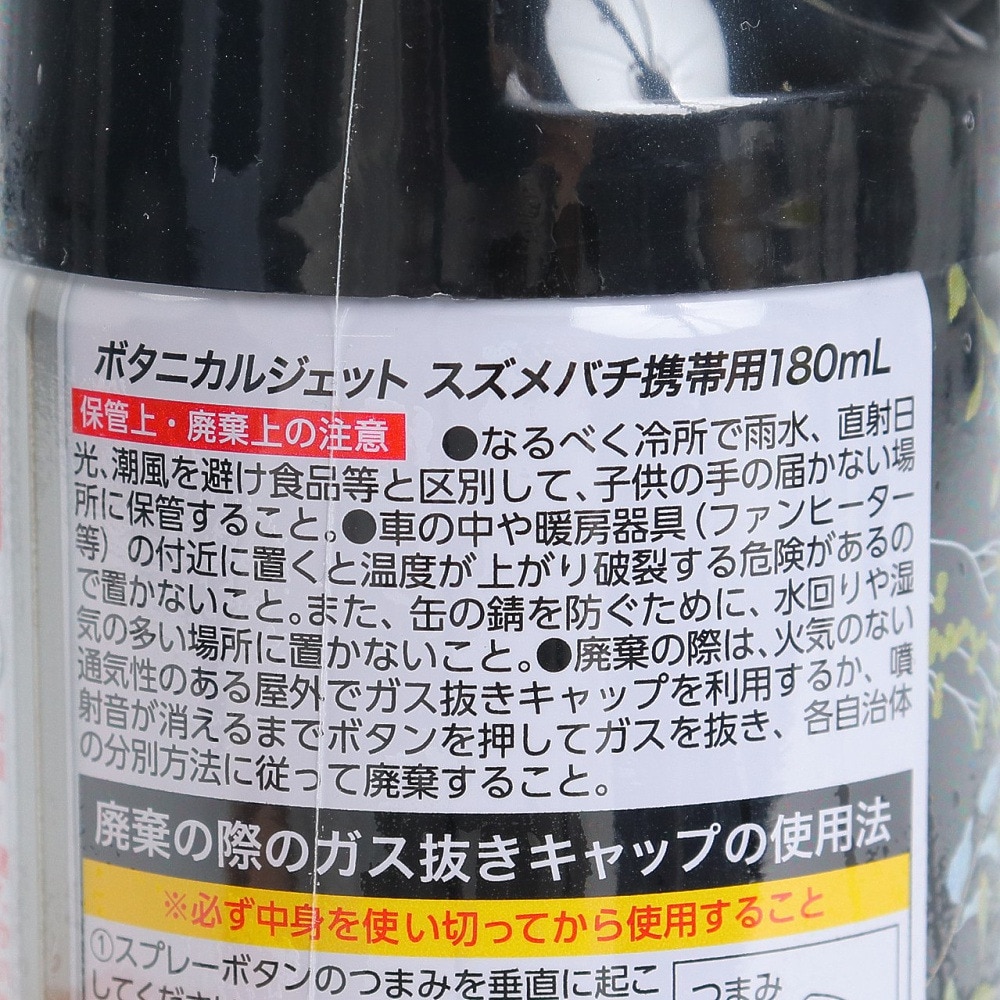 ボタニカルジェット スズメバチ携帯用180mL
保管上・廃棄上の注意 ●なるべく冷所で雨水、直射日
光、潮風を避け食品等と区別して、子供の手の届かない場
所に保管すること。●車の中や暖房器具(ファンヒーター
等)の付近に置くと温度が上がり破裂する危険があるの
で置かないこと。また、缶の錆を防ぐために、水回りや湿
気の多い場所に置かないこと。●廃棄の際は、火気のない
通気性のある屋外でガス抜きキャップを利用するか、噴
射音が消えるまでボタンを押してガスを抜き、各自治体
の分別方法に従って廃棄すること。
廃棄の際のガス抜きキャップの使用法
※必ず中身を使い切ってから使用すること
①スプレーボタンのつまみを垂直に起こ
してくださ
つまみ